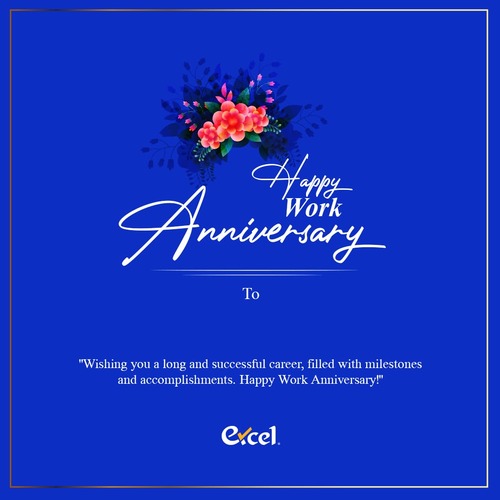 Happy
Work
Anniversary
To
"Wishing you a long and successful career, filled with milestones
and accomplishments. Happy Work Anniversary!"
excel